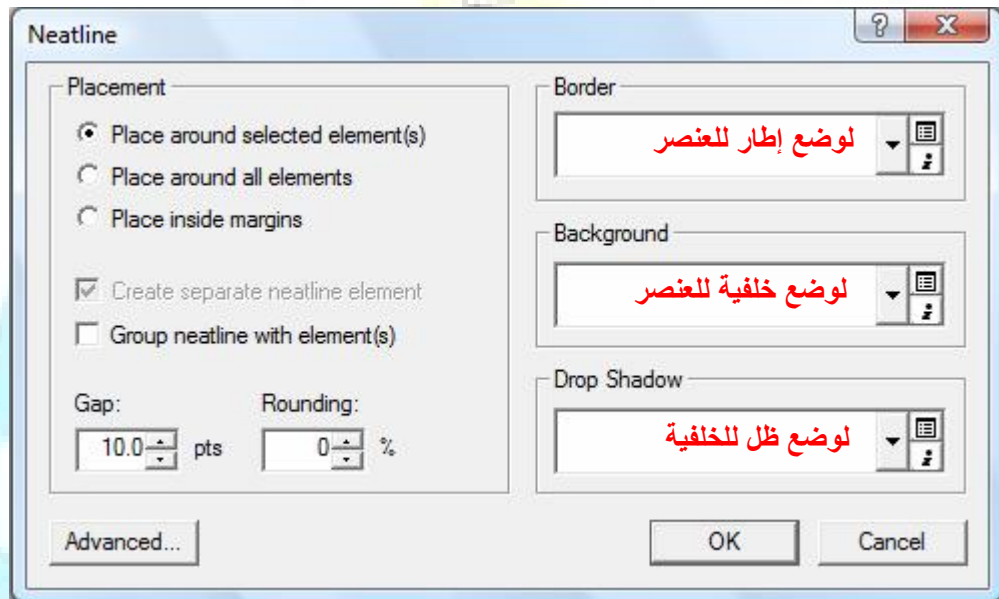 Neatline
Placement
Place around selected element(s)
Place around all elements
Place inside margins
Create separate neatline element
Group neatline with element(s)
Gap:
Rounding:
10.0 pts
0 %
Border
لوضع إطار للعنصر
Background
لوضع خلفية للعنصر
Drop Shadow
لوضع ظل للخلفية
Advanced...
OK
Cancel